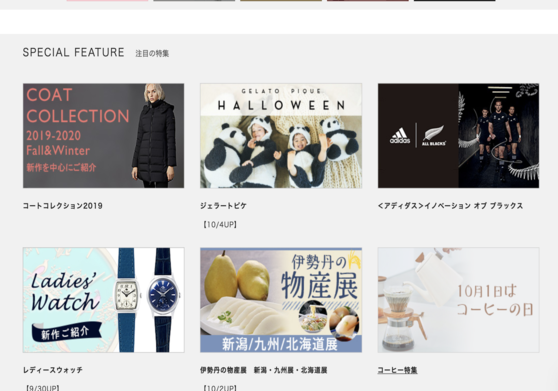 SPECIAL FEATURE 注目の特集
COAT
COLLECTION
2019-2020
Fall&Winter
新作を中心にご紹介
GELATO PIQUE
HALLOWEEN
adidas
ALL BLACKS
コートコレクション2019
ジェラートピケ
【10/4UP】
<アディダス>イノベーション オブ ブラックス
Ladies'
Watch
新作ご紹介
伊勢丹の
物産展
新潟/九州/北海道展
10月1日は
コーヒーの日
レディースウォッチ
【9/30UP】
伊勢丹の物産展 新潟・九州・北海道展
【10/2UP】
コーヒー特集